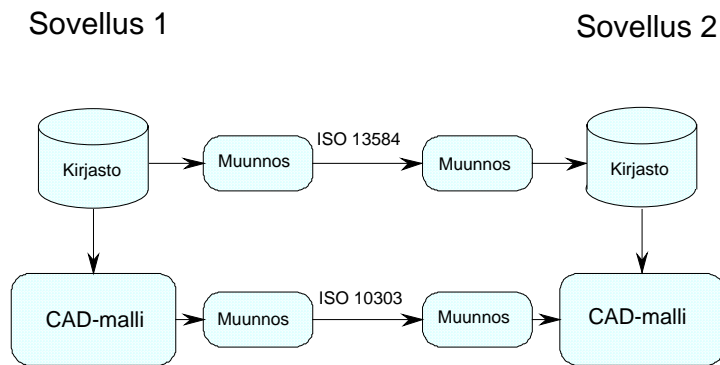 Sovellus 1
Sovellus 2
Kirjasto
Muunnos
ISO 13584
Muunnos
Kirjasto
CAD-malli
Muunnos
ISO 10303
Muunnos
CAD-malli